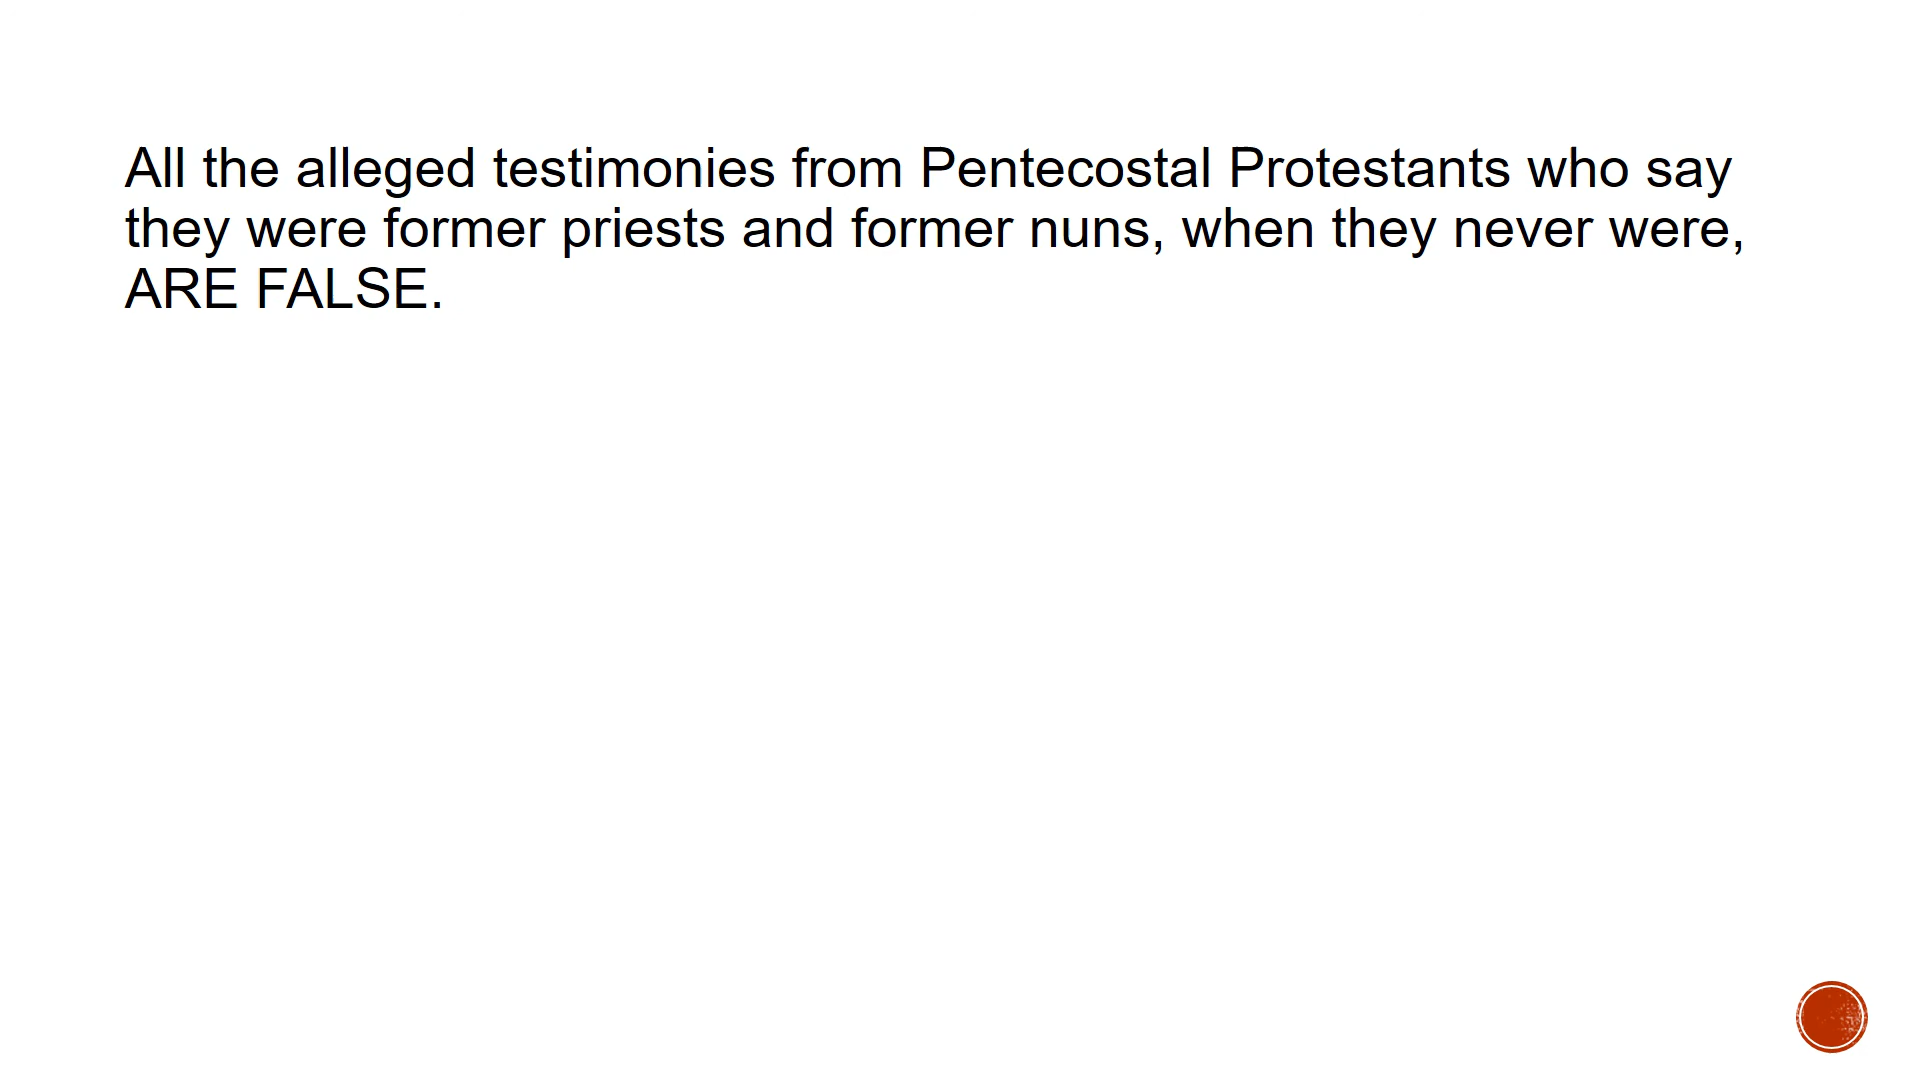 All the alleged testimonies from Pentecostal Protestants who say
they were former priests and former nuns, when they never were,
ARE FALSE.